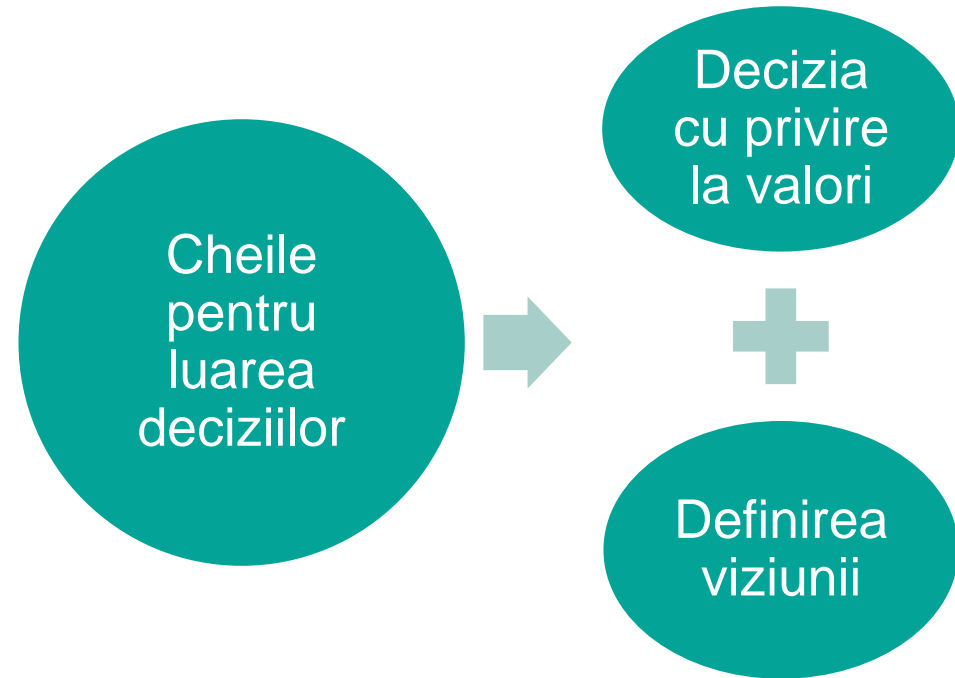 Cheile
pentru
luarea
deciziilor
Decizia
cu privire
la valori
Definirea
viziunii